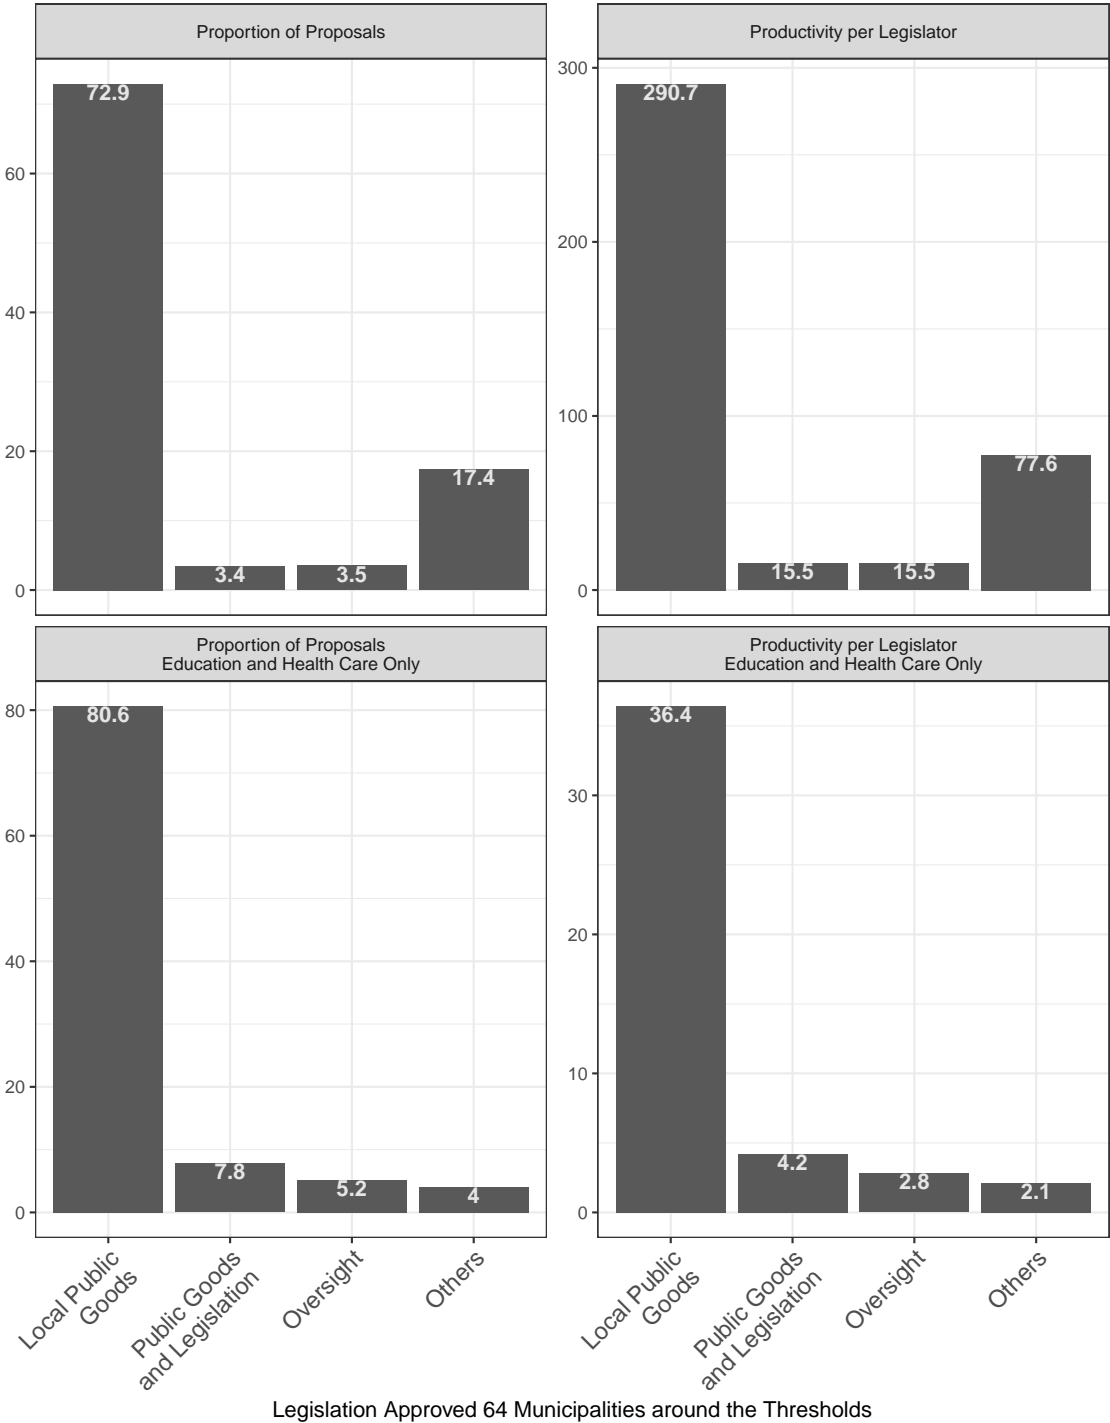 Proportion of Proposals
72.9
3.4
3.5
17.4
0
20
40
60
Productivity per Legislator
290.7
15.5
15.5
77.6
0
100
200
300
Proportion of Proposals
Education and Health Care Only
80.6
7.8
5.2
4
0
20
40
60
80
Productivity per Legislator
Education and Health Care Only
36.4
4.2
2.8
2.1
0
10
20
30
Local Public
Goods
Public Goods
and Legislation
Oversight
Others
Local Public
Goods
Public Goods
and Legislation
Oversight
Others
Legislation Approved 64 Municipalities around the Thresholds